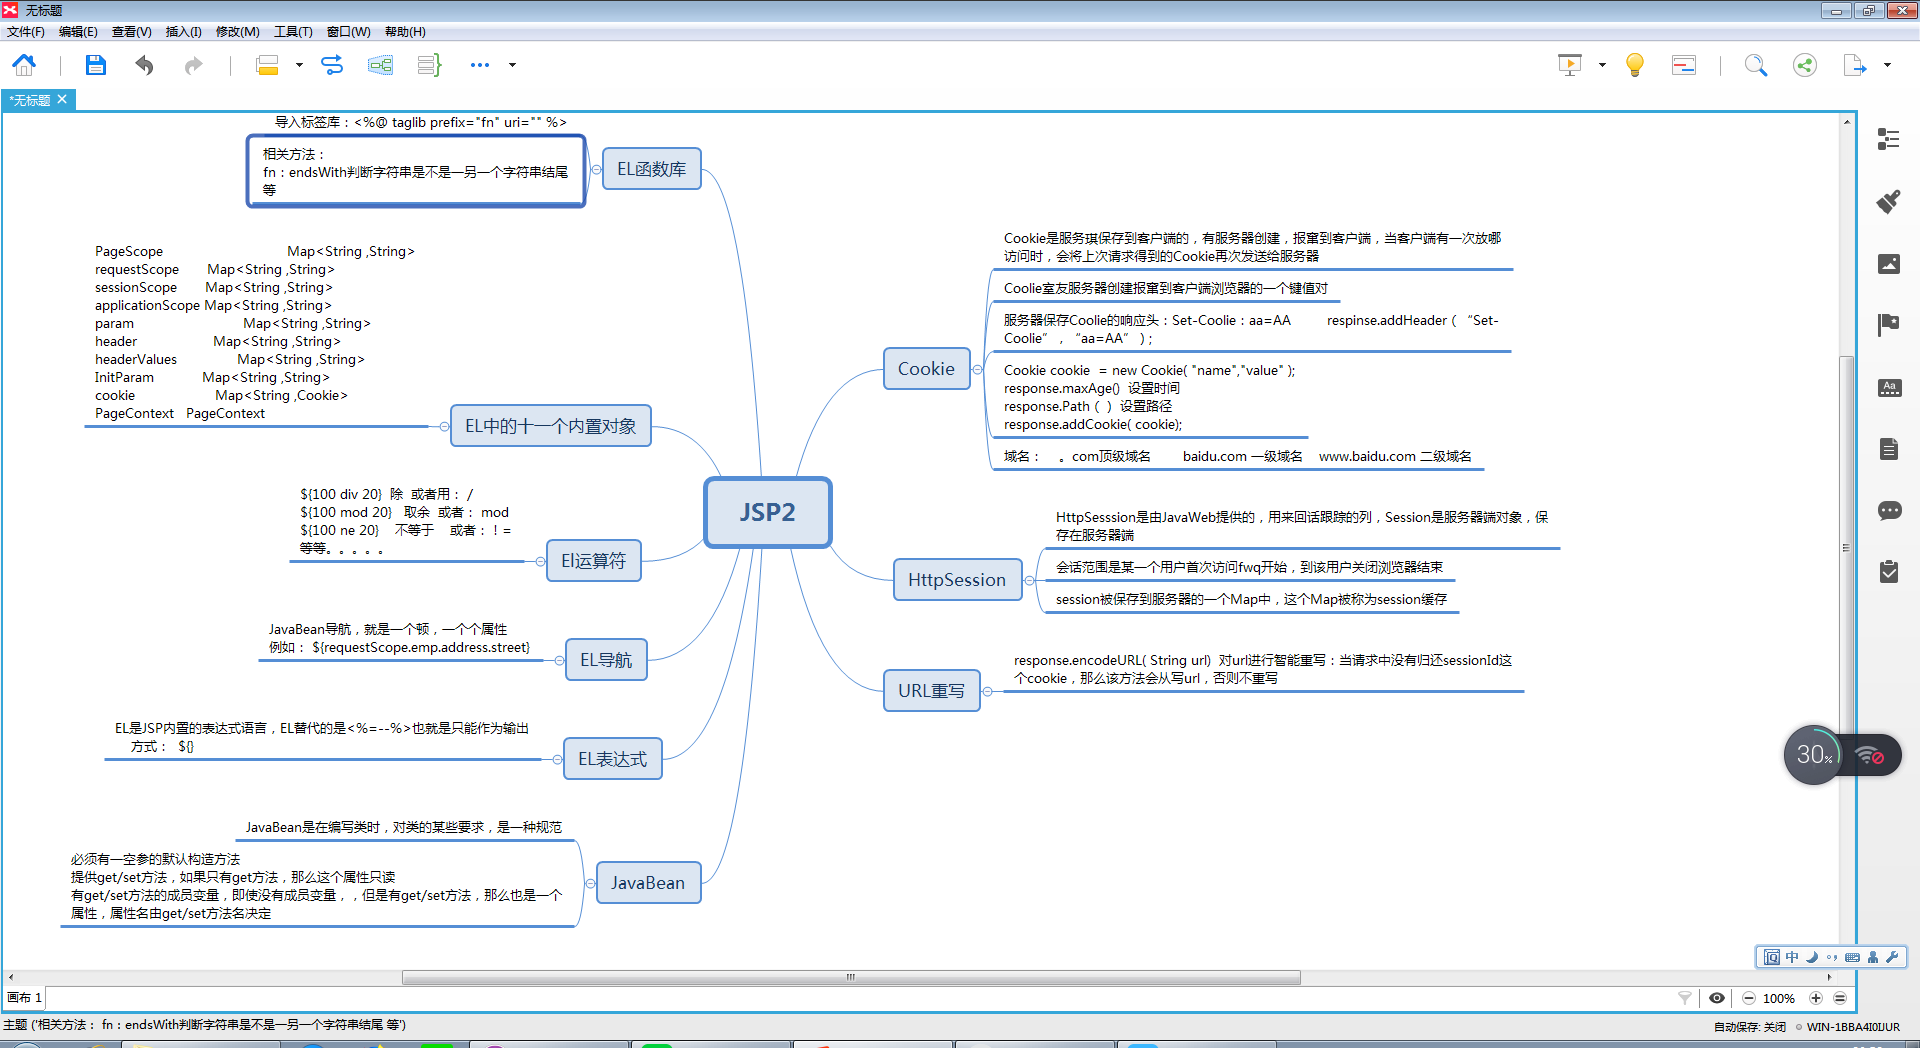 无标题
文件(F) 编辑(E) 查看(V) 插入(I) 修改(M) 工具(T) 窗口(W) 帮助(H)
*无标题
导入标签库：<%@ taglib prefix="fn" uri="" %>
相关方法：
fn：endsWith判断字符串是不是一另一个字符串结尾
等
EL函数库
PageScope Map<String ,String>
requestScope Map<String ,String>
sessionScope Map<String ,String>
applicationScope Map<String ,String>
param Map<String ,String>
header Map<String ,String>
headerValues Map<String ,String>
InitParam Map<String ,String>
cookie Map<String ,Cookie>
PageContext PageContext
EL中的十一个内置对象
${100 div 20} 除 或者用： /
${100 mod 20} 取余 或者： mod
${100 ne 20} 不等于 或者：！=
等等。。。。。
El运算符
JavaBean导航，就是一个顿，一个个属性
例如： ${requestScope.emp.address.street}
EL导航
EL是JSP内置的表达式语言，EL替代的是<%=--%>也就是只能作为输出
方式： ${}
EL表达式
JavaBean是在编写类时，对类的某些要求，是一种规范
必须有一空参的默认构造方法
提供get/set方法，如果只有get方法，那么这个属性只读
有get/set方法的成员变量，即使没有成员变量，，但是有get/set方法，那么也是一个
属性，属性名由get/set方法名决定
JavaBean
JSP2
Cookie是服务琪保存到客户端的，有服务器创建，报窜到客户端，当客户端有一次放哪
访问时，会将上次请求得到的Cookie再次发送给服务器
Coolie室友服务器创建报窜到客户端浏览器的一个键值对
服务器保存Coolie的响应头：Set-Coolie：aa=AA respinse.addHeader（“Set-
Coolie”，“aa=AA”）;
Cookie
Cookie cookie = new Cookie( "name","value" );
response.maxAge() 设置时间
response.Path（ ） 设置路径
response.addCookie( cookie);
域名： 。com顶级域名 baidu.com 一级域名 www.baidu.com 二级域名
HttpSesssion是由JavaWeb提供的，用来回话跟踪的列，Session是服务器端对象，保
存在服务器端
HttpSession
会话范围是某一个用户首次访问fwq开始，到该用户关闭浏览器结束
session被保存到服务器的一个Map中，这个Map被称为session缓存
response.encodeURL( String url) 对url进行智能重写：当请求中没有归还sessionId这
个cookie，那么该方法会从写url，否则不重写
URL重写
30%
中
画布 1
100%
主题 ('相关方法： fn：endsWith判断字符串是不是一另一个字符串结尾 等')
自动保存: 关闭 WIN-1BBA4I0IJUR